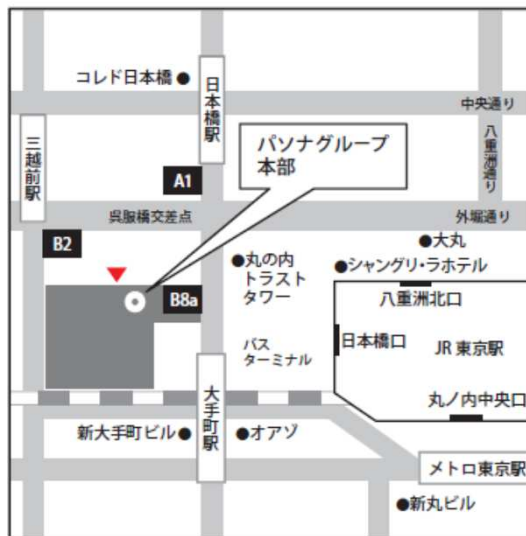 コレド日本橋
日本橋駅
中央通り
八重洲通り
三越前駅
パソナグループ
本部
A1
呉服橋交差点
外堀通り
B2
大丸
丸の内
トラスト
タワー
シャングリ・ラホテル
八重洲北口
B8a
日本橋口
JR 東京駅
バス
ターミナル
丸ノ内中央口
大手町駅
新大手町ビル
オアゾ
メトロ東京駅
新丸ビル